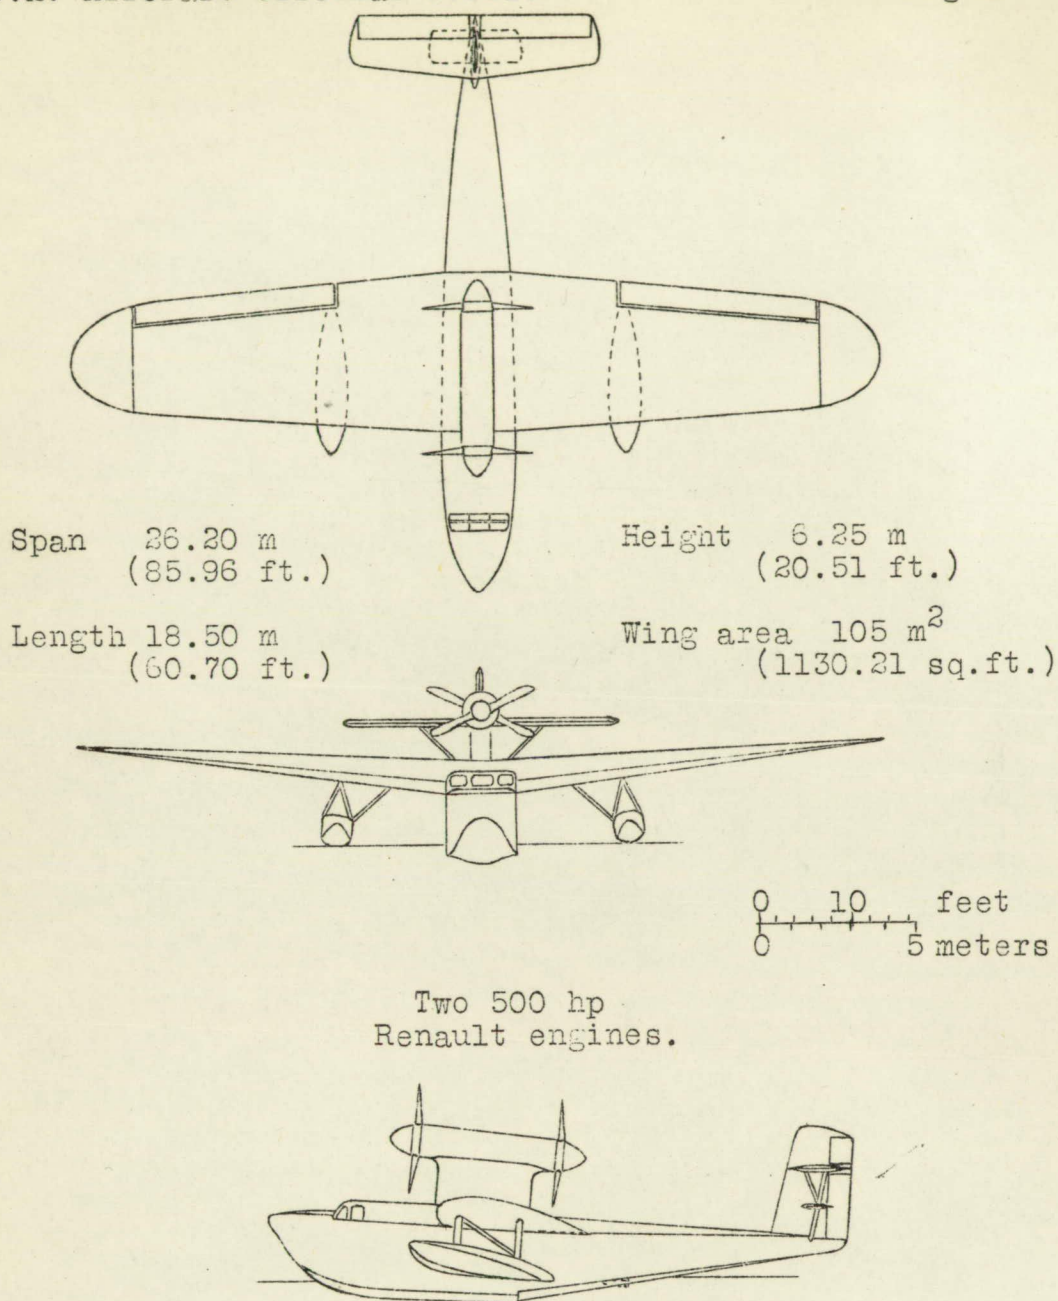 Span 26.20 m
(85.96 ft.)
Height 6.25 m
(20.51 ft.)
Length 18.50 m
(60.70 ft.)
Wing area 105 m²
(1130.21 sq.ft.)
0 10 feet
0 5 meters
Two 500 hp
Renault engines.